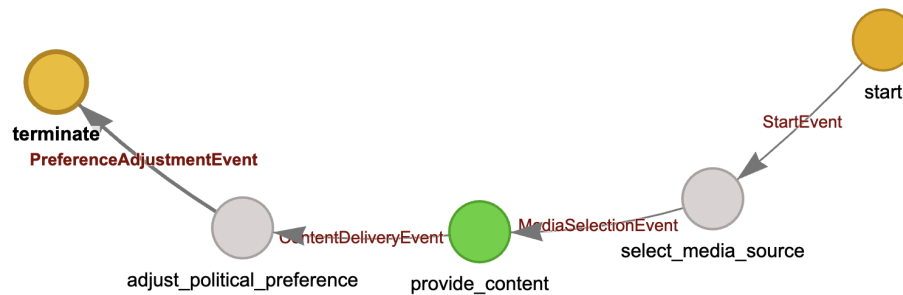 start
StartEvent
terminate
PreferenceAdjustmentEvent
MediaSelectionEvent
ContentDeliveryEvent
select_media_source
adjust_political_preference
provide_content